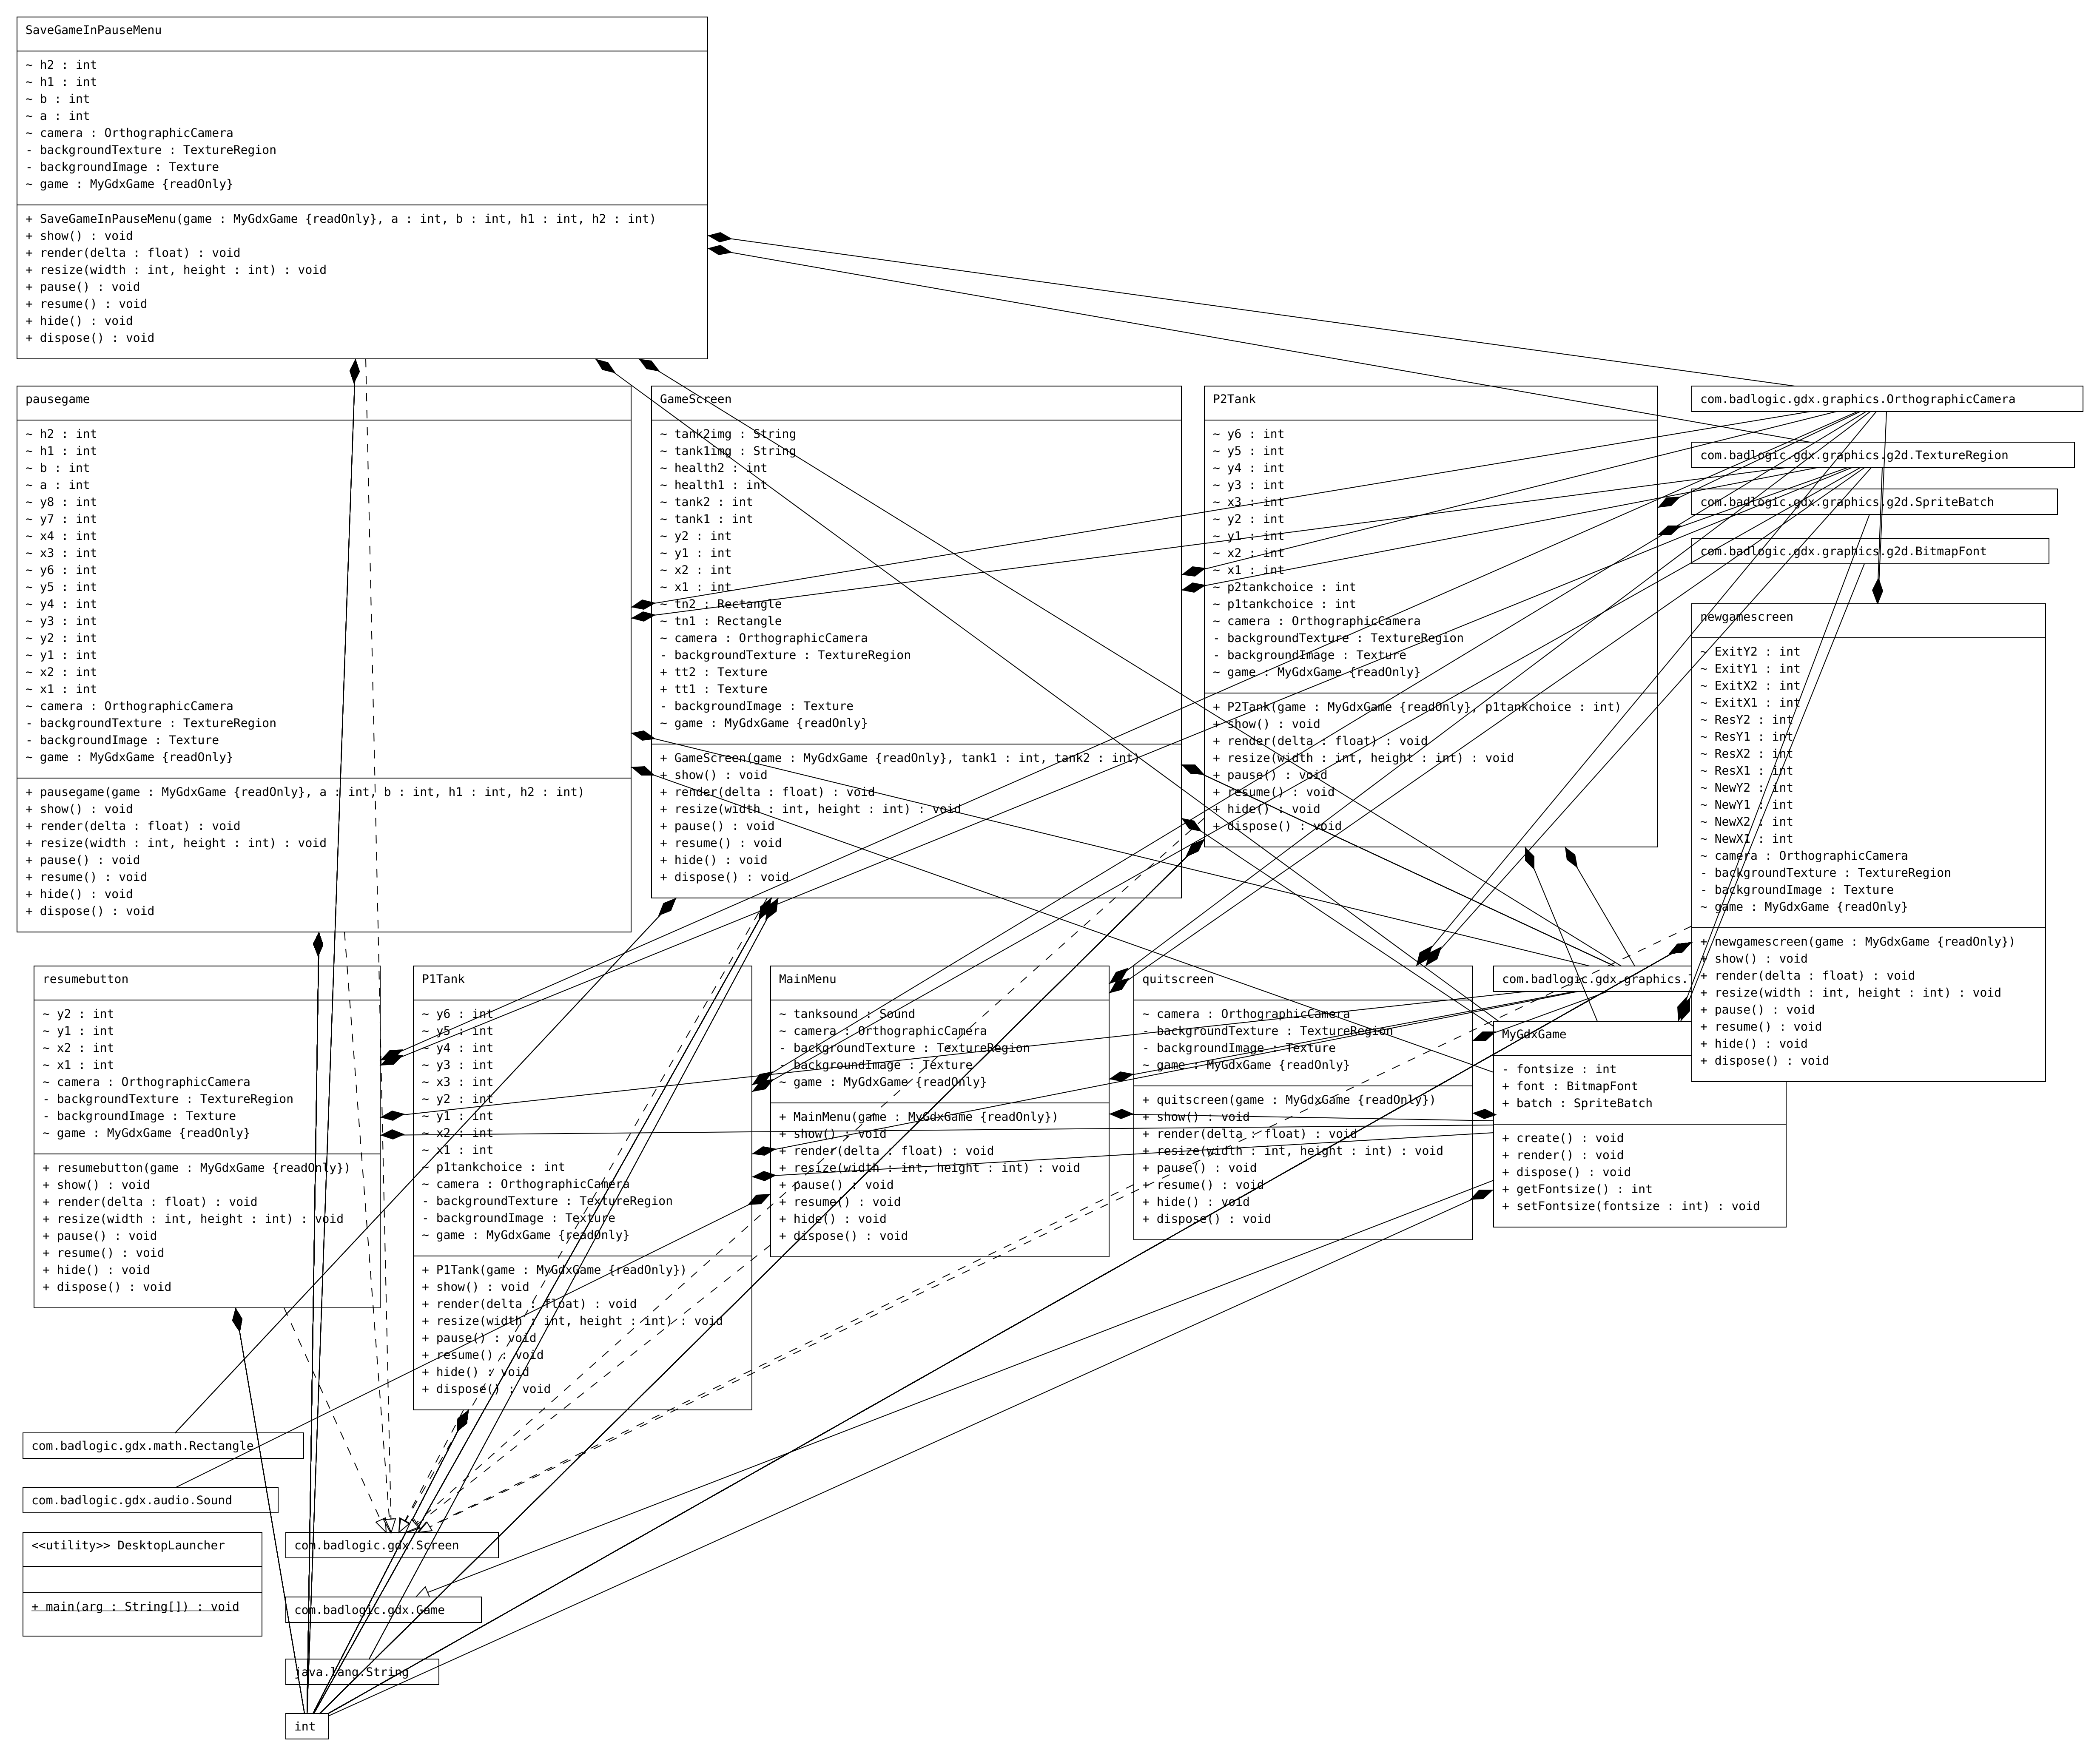 SaveGameInPauseMenu
~ h2 : int
~ h1 : int
~ b : int
~ a : int
~ camera : OrthographicCamera
- backgroundTexture : TextureRegion
- backgroundImage : Texture
~ game : MyGdxGame {readOnly}
+ SaveGameInPauseMenu(game : MyGdxGame {readOnly}, a : int, b : int, h1 : int, h2 : int)
+ show() : void
+ render(delta : float) : void
+ resize(width : int, height : int) : void
+ pause() : void
+ resume() : void
+ hide() : void
+ dispose() : void
pausegame
~ h2 : int
~ h1 : int
~ b : int
~ a : int
~ y8 : int
~ y7 : int
~ x4 : int
~ x3 : int
~ y6 : int
~ y5 : int
~ y4 : int
~ y3 : int
~ y2 : int
~ y1 : int
~ x2 : int
~ x1 : int
~ camera : OrthographicCamera
- backgroundTexture : TextureRegion
- backgroundImage : Texture
~ game : MyGdxGame {readOnly}
+ pausegame(game : MyGdxGame {readOnly}, a : int, b : int, h1 : int, h2 : int)
+ show() : void
+ render(delta : float) : void
+ resize(width : int, height : int) : void
+ pause() : void
+ resume() : void
+ hide() : void
+ dispose() : void
GameScreen
~ tank2img : String
~ tank1img : String
~ health2 : int
~ health1 : int
~ tank2 : int
~ tank1 : int
~ y2 : int
~ y1 : int
~ x2 : int
~ x1 : int
~ tn2 : Rectangle
~ tn1 : Rectangle
~ camera : OrthographicCamera
- backgroundTexture : TextureRegion
+ tt2 : Texture
+ tt1 : Texture
- backgroundImage : Texture
~ game : MyGdxGame {readOnly}
+ GameScreen(game : MyGdxGame {readOnly}, tank1 : int, tank2 : int)
+ show() : void
+ render(delta : float) : void
+ resize(width : int, height : int) : void
+ pause() : void
+ resume() : void
+ hide() : void
+ dispose() : void
P2Tank
~ y6 : int
~ y5 : int
~ y4 : int
~ y3 : int
~ x3 : int
~ y2 : int
~ y1 : int
~ x2 : int
~ x1 : int
~ p2tankchoice : int
~ p1tankchoice : int
~ camera : OrthographicCamera
- backgroundTexture : TextureRegion
- backgroundImage : Texture
~ game : MyGdxGame {readOnly}
+ P2Tank(game : MyGdxGame {readOnly}, p1tankchoice : int)
+ show() : void
+ render(delta : float) : void
+ resize(width : int, height : int) : void
+ pause() : void
+ resume() : void
+ hide() : void
+ dispose() : void
com.badlogic.gdx.graphics.OrthographicCamera
com.badlogic.gdx.graphics.g2d.TextureRegion
com.badlogic.gdx.graphics.g2d.SpriteBatch
com.badlogic.gdx.graphics.g2d.BitmapFont
newgamescreen
~ ExitY2 : int
~ ExitY1 : int
~ ExitX2 : int
~ ExitX1 : int
~ ResY2 : int
~ ResY1 : int
~ ResX2 : int
~ ResX1 : int
~ NewY2 : int
~ NewY1 : int
~ NewX2 : int
~ NewX1 : int
~ camera : OrthographicCamera
- backgroundTexture : TextureRegion
- backgroundImage : Texture
~ game : MyGdxGame {readOnly}
+ newgamescreen(game : MyGdxGame {readOnly})
+ show() : void
+ render(delta : float) : void
+ resize(width : int, height : int) : void
+ pause() : void
+ resume() : void
+ hide() : void
+ dispose() : void
resumebutton
~ y2 : int
~ y1 : int
~ x2 : int
~ x1 : int
~ camera : OrthographicCamera
- backgroundTexture : TextureRegion
- backgroundImage : Texture
~ game : MyGdxGame {readOnly}
+ resumebutton(game : MyGdxGame {readOnly})
+ show() : void
+ render(delta : float) : void
+ resize(width : int, height : int) : void
+ pause() : void
+ resume() : void
+ hide() : void
+ dispose() : void
P1Tank
~ y6 : int
~ y5 : int
~ y4 : int
~ y3 : int
~ x3 : int
~ y2 : int
~ y1 : int
~ x2 : int
~ x1 : int
~ p1tankchoice : int
~ camera : OrthographicCamera
- backgroundTexture : TextureRegion
- backgroundImage : Texture
~ game : MyGdxGame {readOnly}
+ P1Tank(game : MyGdxGame {readOnly})
+ show() : void
+ render(delta : float) : void
+ resize(width : int, height : int) : void
+ pause() : void
+ resume() : void
+ hide() : void
+ dispose() : void
MainMenu
~ tanksound : Sound
~ camera : OrthographicCamera
- backgroundTexture : TextureRegion
- backgroundImage : Texture
~ game : MyGdxGame {readOnly}
+ MainMenu(game : MyGdxGame {readOnly})
+ show() : void
+ render(delta : float) : void
+ resize(width : int, height : int) : void
+ pause() : void
+ resume() : void
+ hide() : void
+ dispose() : void
quitscreen
~ camera : OrthographicCamera
- backgroundTexture : TextureRegion
- backgroundImage : Texture
~ game : MyGdxGame {readOnly}
+ quitscreen(game : MyGdxGame {readOnly})
+ show() : void
+ render(delta : float) : void
+ resize(width : int, height : int) : void
+ pause() : void
+ resume() : void
+ hide() : void
+ dispose() : void
com.badlogic.gdx.graphics.
MyGdxGame
- fontsize : int
+ font : BitmapFont
+ batch : SpriteBatch
+ create() : void
+ render() : void
+ dispose() : void
+ getFontsize() : int
+ setFontsize(fontsize : int) : void
com.badlogic.gdx.math.Rectangle
com.badlogic.gdx.audio.Sound
<<utility>> DesktopLauncher
+ main(arg : String[]) : void
com.badlogic.gdx.Screen
com.badlogic.gdx.Game
java.lang.String
int